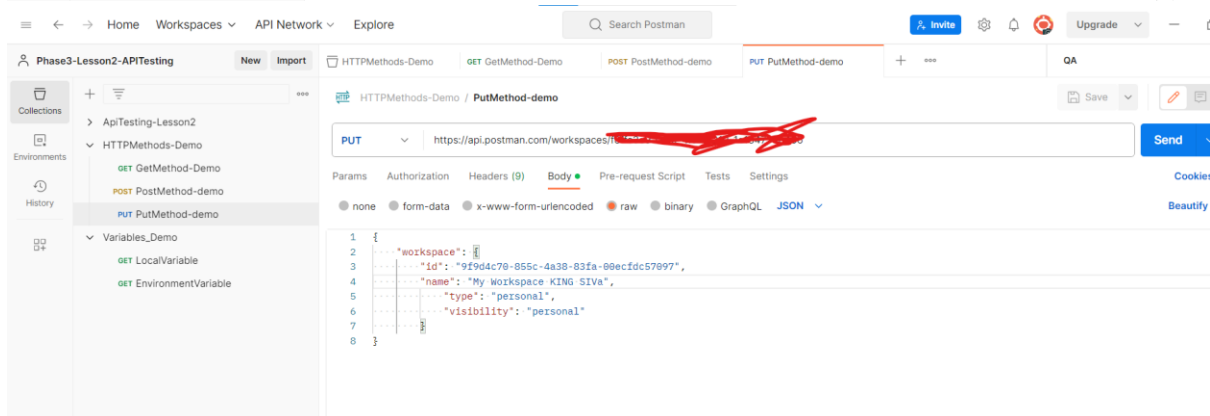 Home Workspaces API Network Explore Search Postman Invite Upgrade
Phase3-Lesson2-APITesting New Import HTTPMethods-Demo GET GetMethod-Demo POST PostMethod-demo PUT PutMethod-demo QA
Collections
Environments
History
ApiTesting-Lesson2
HTTPMethods-Demo
GET GetMethod-Demo
POST PostMethod-demo
PUT PutMethod-demo
Variables_Demo
GET LocalVariable
GET EnvironmentVariable
HTTP HTTPMethods-Demo / PutMethod-demo Save
PUT https://api.postman.com/workspaces/ Send
Params Authorization Headers (9) Body Pre-request Script Tests Settings Cookies
none form-data x-www-form-urlencoded raw binary GraphQL JSON Beautify
1 {
2 "workspace": {
3 "id": "9f9d4c70-855c-4a38-83fa-00ecfdc57097",
4 "name": "My Workspace KING SIVa",
5 "type": "personal",
6 "visibility": "personal"
7 }
8 }